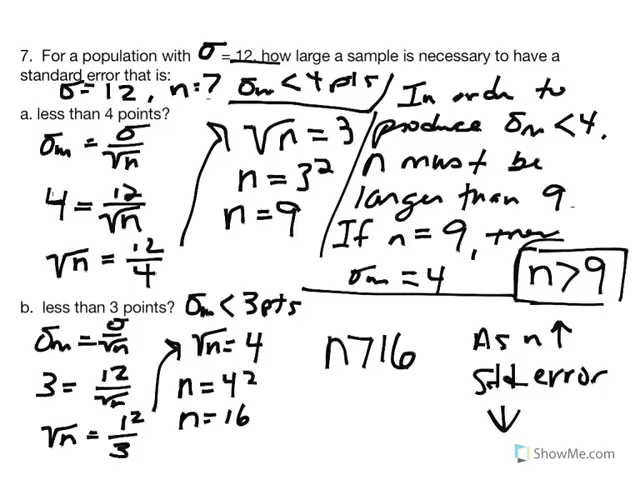 7. For a population with σ = 12, how large a sample is necessary to have a
standard error that is:
σ=12, n=? σm < 4 pts
a. less than 4 points?
σm = σ/√n
4 = 12/√n
√n = 12/4
√n = 3
n = 3²
n = 9
In order to
produce σm < 4,
n must be
larger than 9
If n = 9, then
σm = 4
n>9
b. less than 3 points? σm < 3 pts
σm = σ/√n
3 = 12/√n
√n = 12/3
√n = 4
n = 4²
n = 16
n>16
As n ↑
Std error
↓
ShowMe.com